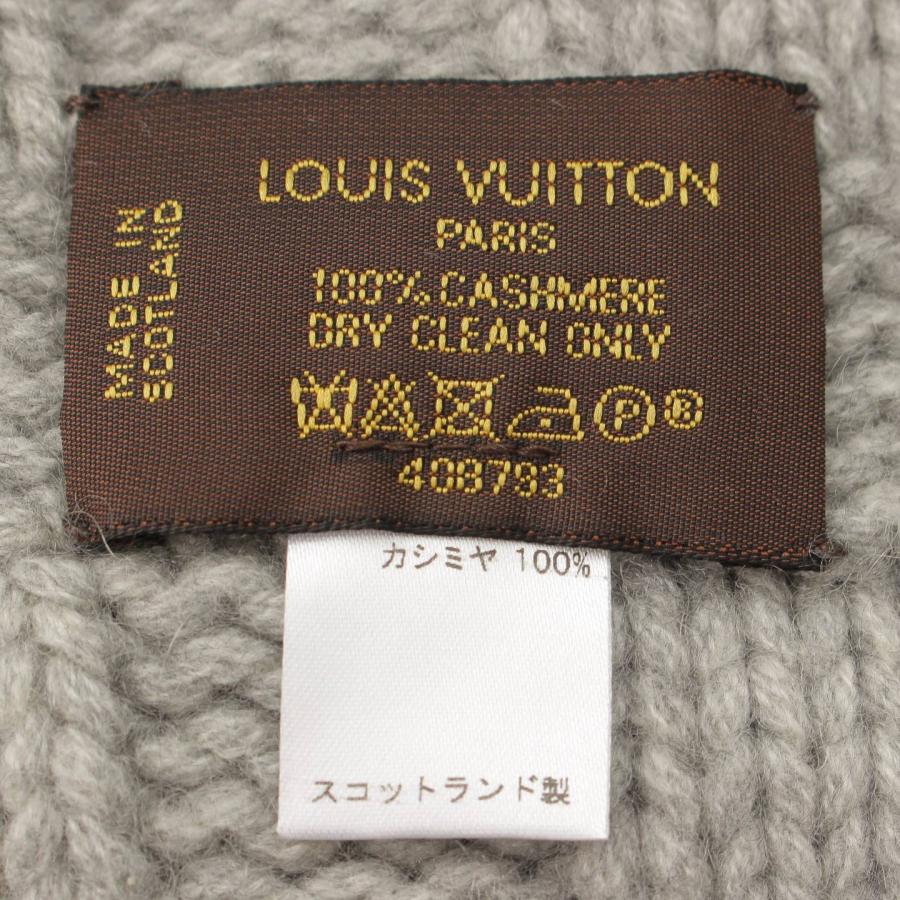 LOUIS VUITTON
PARIS
100% CASHMERE
DRY CLEAN ONLY
P ®
408793
MADE IN
SCOTLAND
カシミヤ 100%
スコットランド製